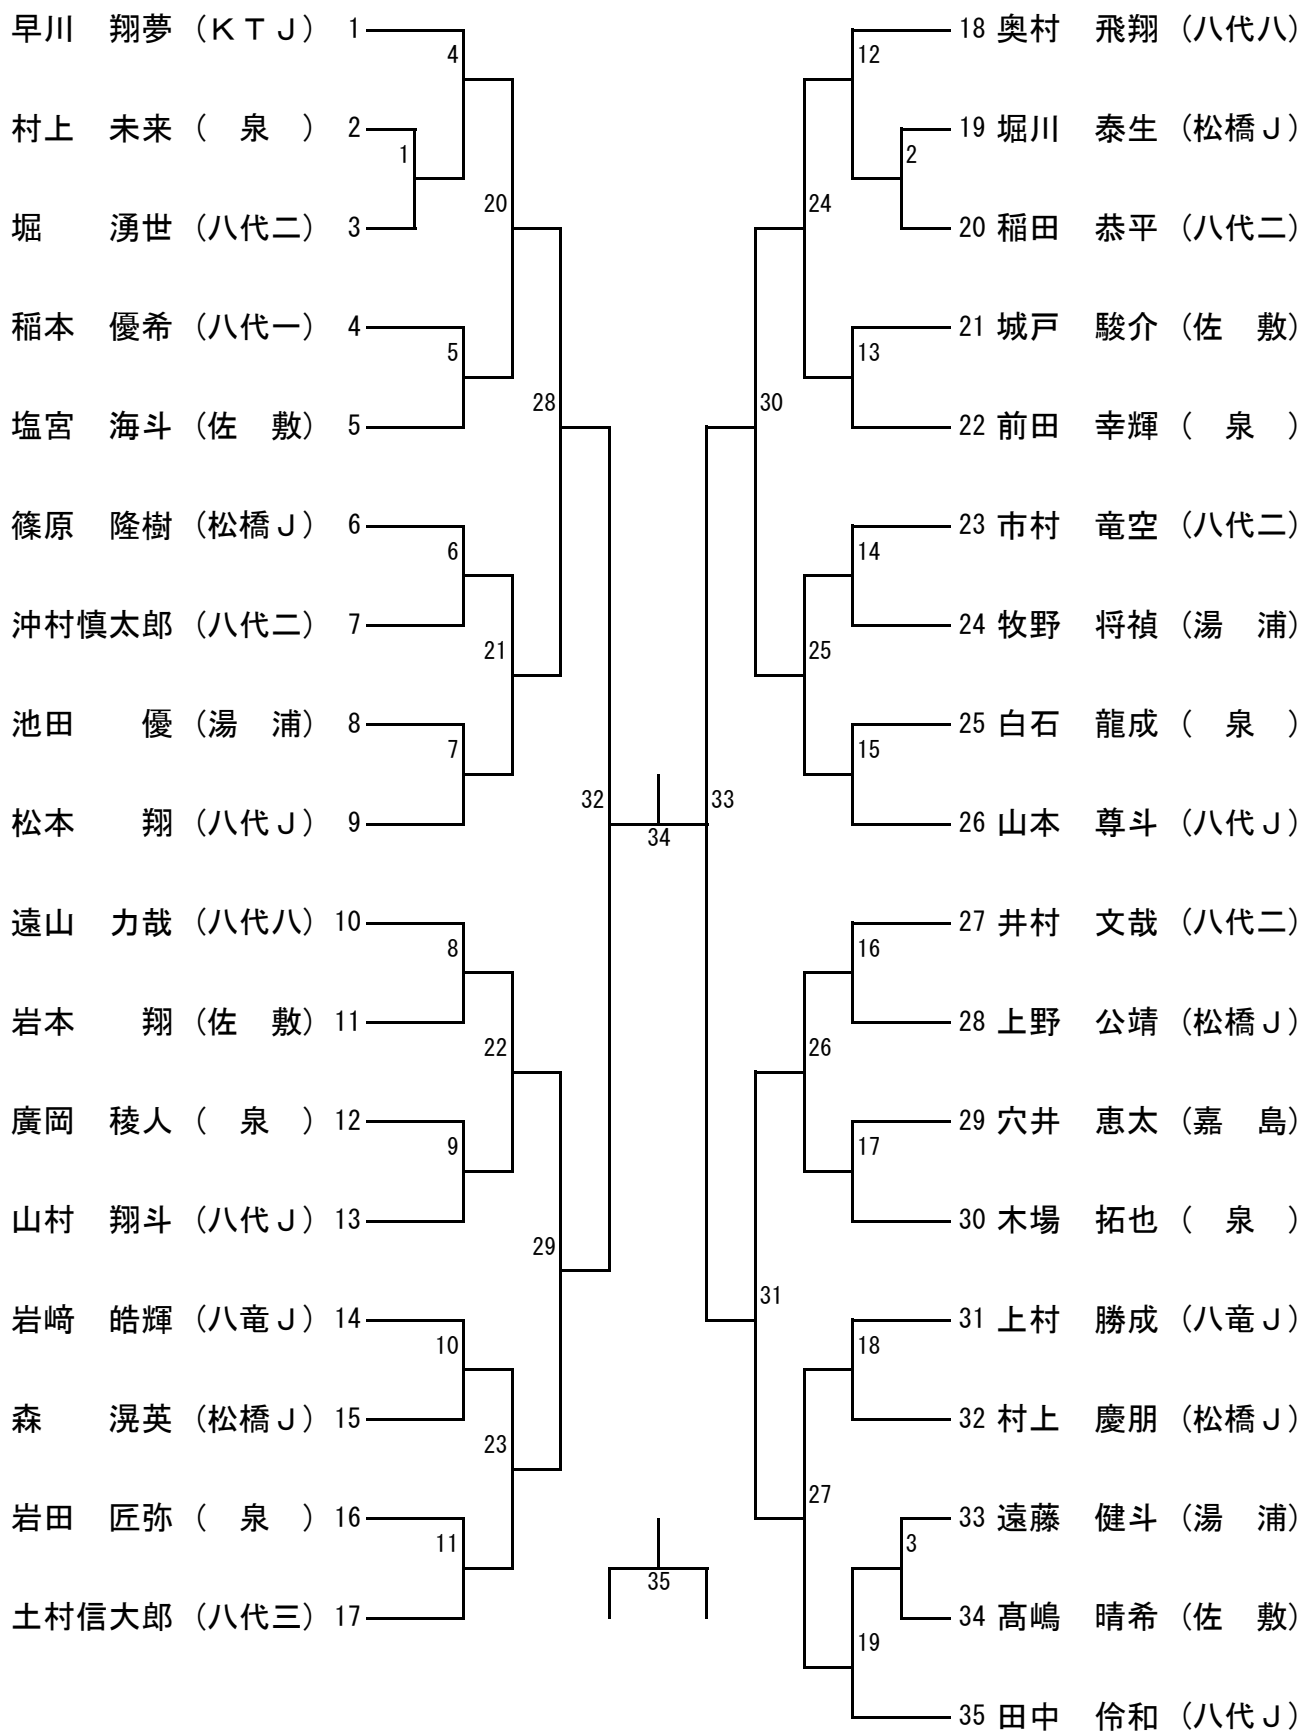 早川　翔夢（ＫＴＪ） 1
4
村上　未来（　泉　） 2
1
堀　　湧世（八代二） 3
20
稲本　優希（八代一） 4
5
塩宮　海斗（佐　敷） 5
28
篠原　隆樹（松橋Ｊ） 6
6
沖村慎太郎（八代二） 7
21
池田　　優（湯　浦） 8
7
松本　　翔（八代Ｊ） 9
32
遠山　力哉（八代八） 10
8
岩本　　翔（佐　敷） 11
22
廣岡　稜人（　泉　） 12
9
山村　翔斗（八代Ｊ） 13
29
岩﨑　皓輝（八竜Ｊ） 14
10
森　　滉英（松橋Ｊ） 15
23
岩田　匠弥（　泉　） 16
11
土村信大郎（八代三） 17
34
35
18 奥村　飛翔（八代八）
12
19 堀川　泰生（松橋Ｊ）
2
20 稲田　恭平（八代二）
24
21 城戸　駿介（佐　敷）
13
22 前田　幸輝（　泉　）
30
23 市村　竜空（八代二）
14
24 牧野　将禎（湯　浦）
25
25 白石　龍成（　泉　）
15
26 山本　尊斗（八代Ｊ）
33
27 井村　文哉（八代二）
16
28 上野　公靖（松橋Ｊ）
26
29 穴井　恵太（嘉　島）
17
30 木場　拓也（　泉　）
31
31 上村　勝成（八竜Ｊ）
18
32 村上　慶朋（松橋Ｊ）
27
33 遠藤　健斗（湯　浦）
3
34 髙嶋　晴希（佐　敷）
19
35 田中　伶和（八代Ｊ）